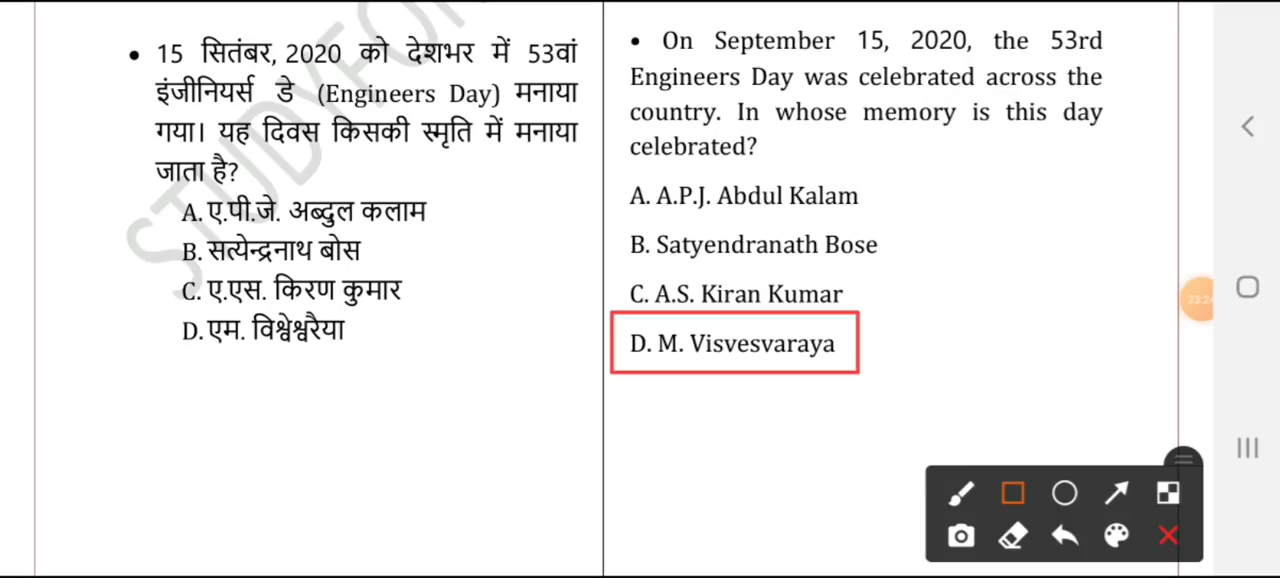 • 15 सितंबर, 2020 को देशभर में 53वां
इंजीनियर्स डे (Engineers Day) मनाया
गया। यह दिवस किसकी स्मृति में मनाया
जाता है?
A. ए.पी.जे. अब्दुल कलाम
B. सत्येन्द्रनाथ बोस
C. ए.एस. किरण कुमार
D. एम. विश्वेश्वरैया
• On September 15, 2020, the 53rd
Engineers Day was celebrated across the
country. In whose memory is this day
celebrated?
A. A.P.J. Abdul Kalam
B. Satyendranath Bose
C. A.S. Kiran Kumar
D. M. Visvesvaraya